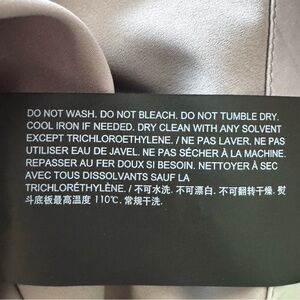 DO NOT WASH. DO NOT BLEACH. DO NOT TUMBLE DRY.
COOL IRON IF NEEDED. DRY CLEAN WITH ANY SOLVENT
EXCEPT TRICHLOROETHYLENE. / NE PAS LAVER. NE PAS
UTILISER EAU DE JAVEL. NE PAS SÉCHER À LA MACHINE.
REPASSER AU FER DOUX SI BESOIN. NETTOYER À SEC
AVEC TOUS DISSOLVANTS SAUF LA
TRICHLORÉTHYLÈNE. / 不可水洗. 不可漂白. 不可翻转干燥. 熨
斗底板最高温度 110℃. 常规干洗.